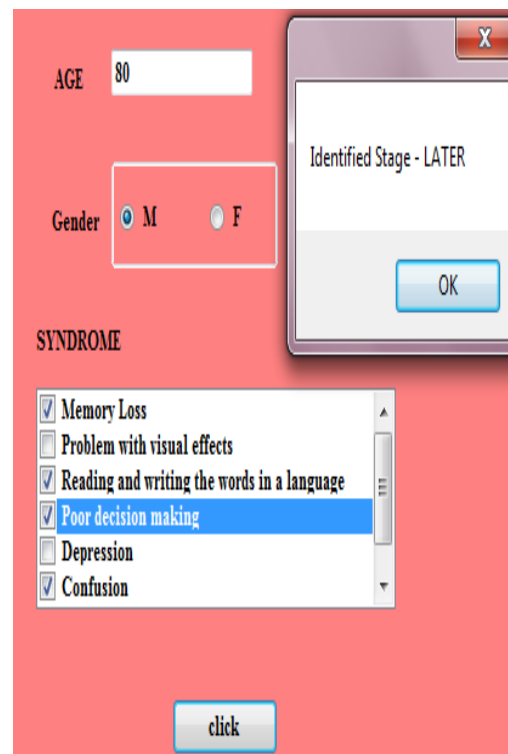 AGE 80
X
Identified Stage - LATER
OK
Gender M F
SYNDROME
Memory Loss
Problem with visual effects
Reading and writing the words in a language
Poor decision making
Depression
Confusion
click